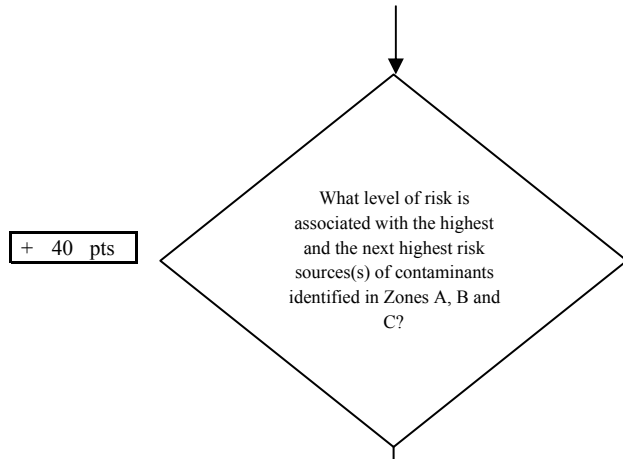 What level of risk is
associated with the highest
and the next highest risk
sources(s) of contaminants
identified in Zones A, B and
C?
+ 40 pts